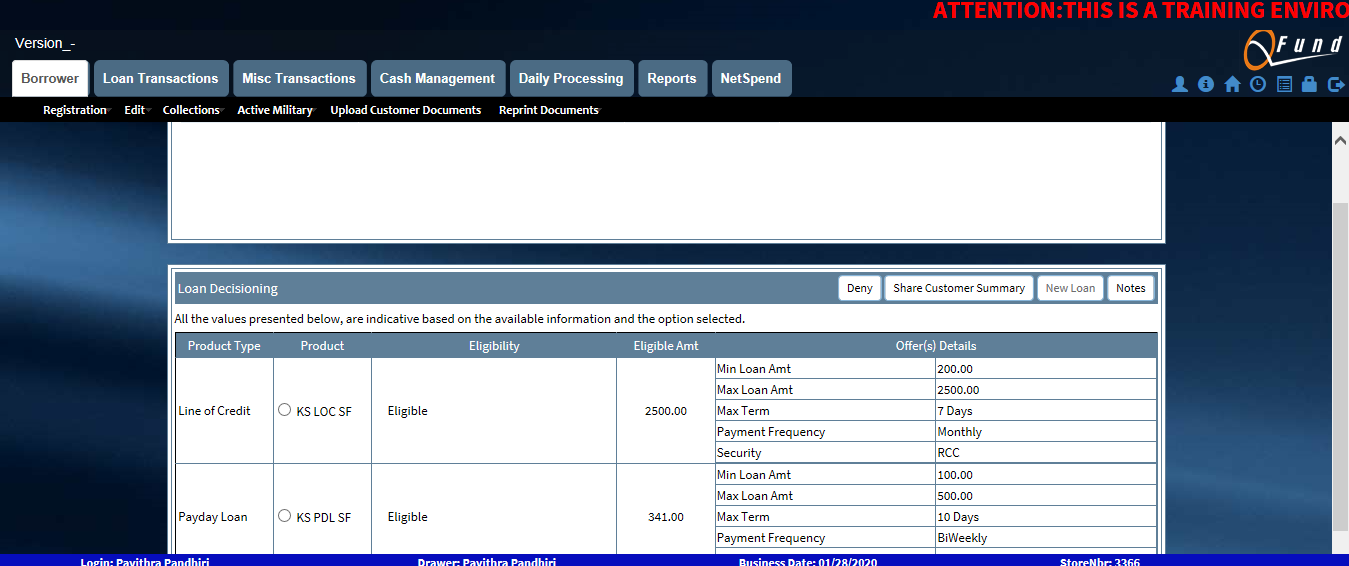 ATTENTION:THIS IS A TRAINING ENVIRO
Version_-
QFund
Borrower Loan Transactions Misc Transactions Cash Management Daily Processing Reports NetSpend
Registration Edit Collections Active Military Upload Customer Documents Reprint Documents
Loan Decisioning Deny Share Customer Summary New Loan Notes
All the values presented below, are indicative based on the available information and the option selected.
Product Type Product Eligibility Eligible Amt Offer(s) Details
Min Loan Amt 200.00
Max Loan Amt 2500.00
Line of Credit KS LOC SF Eligible 2500.00 Max Term 7 Days
Payment Frequency Monthly
Security RCC
Min Loan Amt 100.00
Max Loan Amt 500.00
Payday Loan KS PDL SF Eligible 341.00 Max Term 10 Days
Payment Frequency BiWeekly
Login: Pavithra Pandhiri Drawer: Pavithra Pandhiri Business Date: 01/28/2020 StoreNbr: 3366